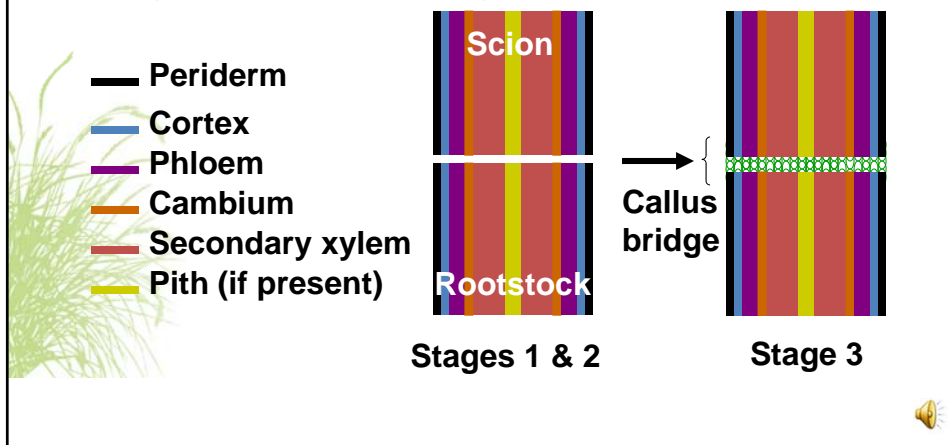 Scion
Periderm
Cortex
Phloem
Cambium
Secondary xylem
Pith (if present)
Rootstock
Callus
bridge
Stages 1 & 2
Stage 3